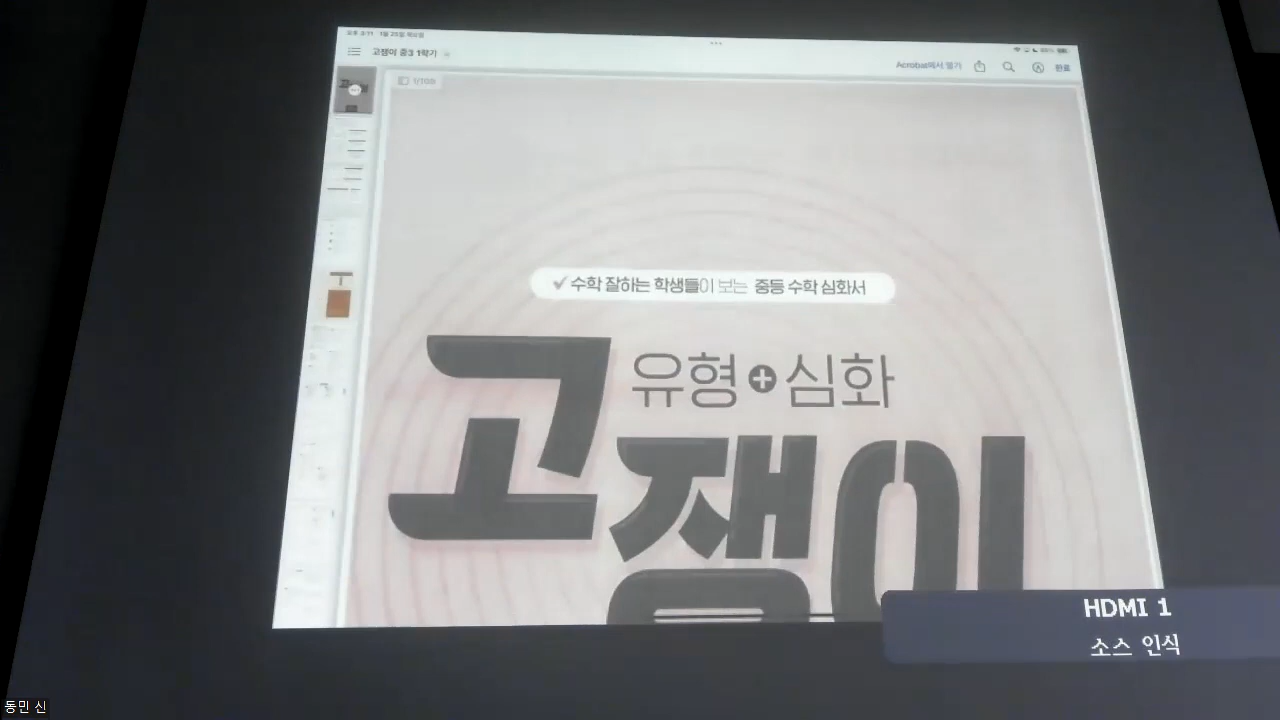 고쟁이 중3 1학기
Acrobat에서 열기
완료
수학 잘하는 학생들이 보는 중등 수학 심화서
유형+심화
고쟁이
HDMI 1
소스 인식
동민 신